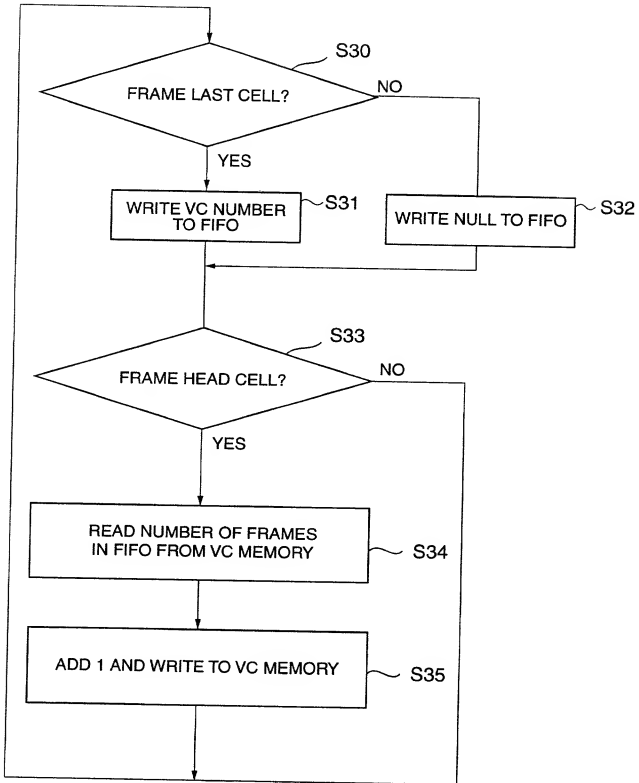 S30
FRAME LAST CELL?
NO
YES
WRITE VC NUMBER
TO FIFO
S31
WRITE NULL TO FIFO
S32
S33
FRAME HEAD CELL?
NO
YES
READ NUMBER OF FRAMES
IN FIFO FROM VC MEMORY
S34
ADD 1 AND WRITE TO VC MEMORY
S35